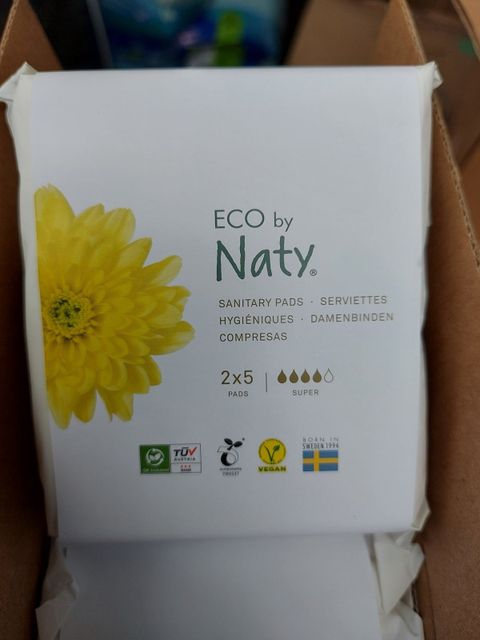 ECO by
Naty®
SANITARY PADS · SERVIETTES
HYGIÉNIQUES · DAMENBINDEN
COMPRESAS
2x5
PADS
SUPER
TÜV
AUSTRIA
VEGAN
BORN IN
SWEDEN 1994